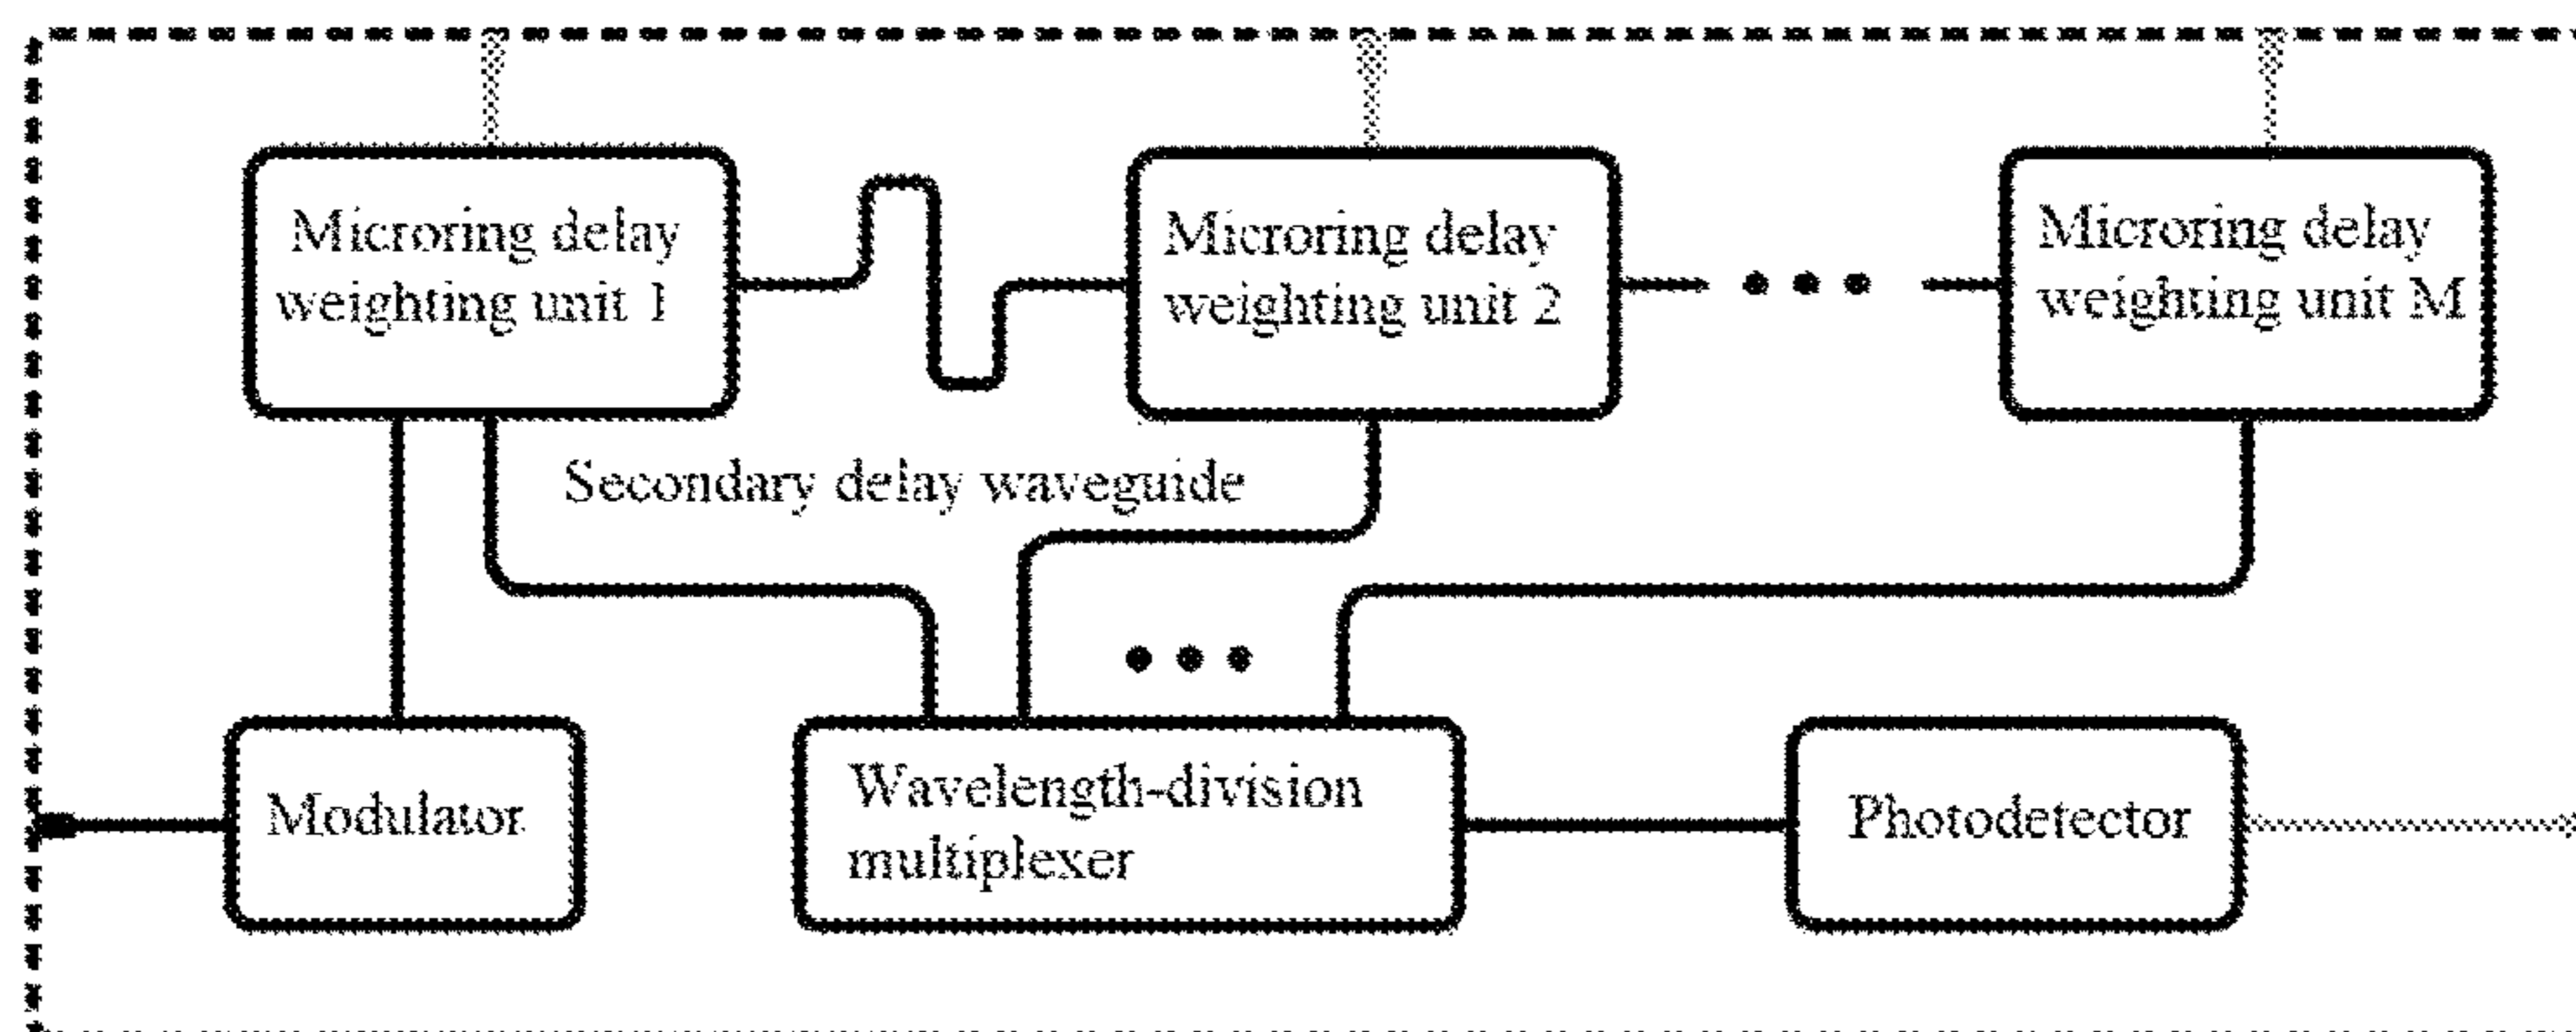 Microring delay
weighting unit 1
Microring delay
weighting unit 2
Microring delay
weighting unit M
Secondary delay waveguide
Modulator
Wavelength-division
multiplexer
Photodetector